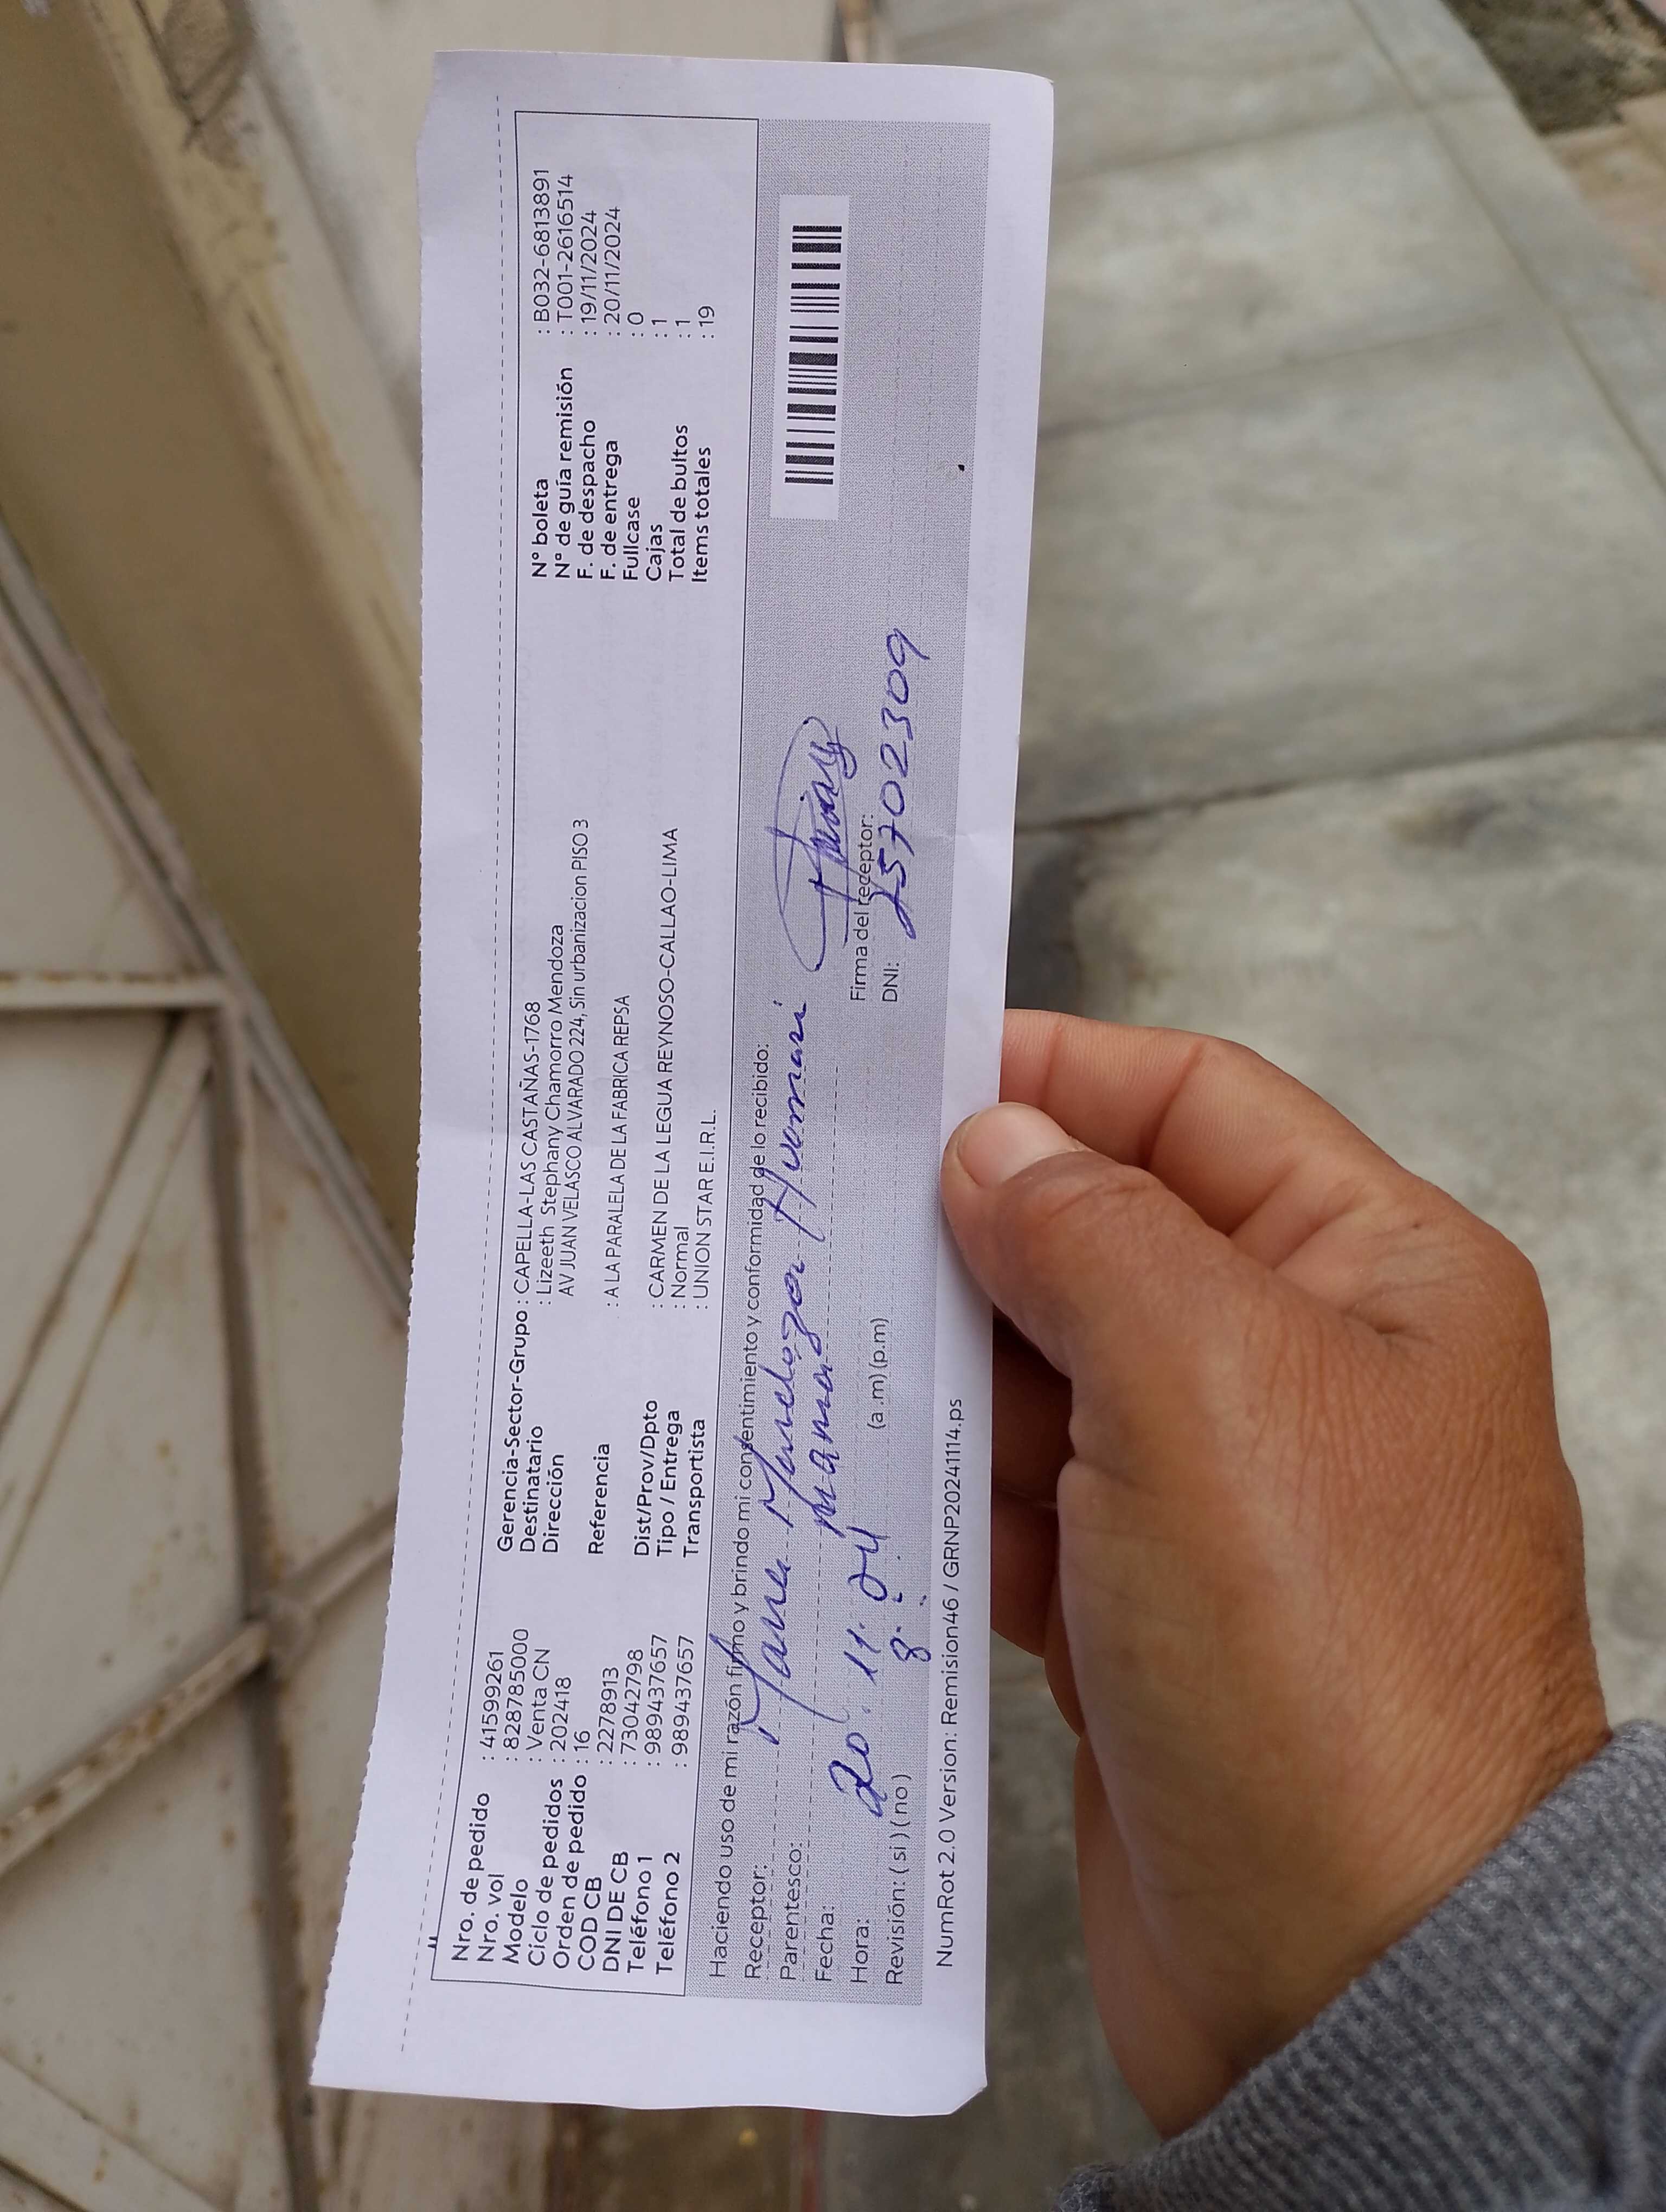 Nro. de pedido : 41599261
Nro. vol : 828785000
Modelo : Venta CN
Ciclo de pedidos : 202418
Orden de pedido : 16
COD CB : 2278913
DNI DE CB : 73042798
Teléfono 1 : 989437657
Teléfono 2 : 989437657
Gerencia-Sector-Grupo : CAPELLA-LAS CASTAÑAS-1768
Destinatario : Lizeeth Stephany Chamorro Mendoza
Dirección AV JUAN VELASCO ALVARADO 224, Sin urbanizacion PISO 3
Referencia : A LA PARALELA DE LA FABRICA REPSA
Dist/Prov/Dpto : CARMEN DE LA LEGUA REYNOSO-CALLAO-LIMA
Tipo / Entrega : Normal
Transportista : UNION STAR E.I.R.L.
N° boleta : B032-6813891
N° de guía remisión : T001-2616514
F. de despacho : 19/11/2024
F. de entrega : 20/11/2024
Fullcase : 0
Cajas : 1
Total de bultos : 1
Items totales : 19
Haciendo uso de mi razón firmo y brindo mi consentimiento y conformidad de lo recibido:
Receptor: Maria Mendoza Huamani
Parentesco: mama
Fecha: 20. 11. 24
Hora: (a.m) (p.m)
Revisión: ( si ) ( no )
Firma del receptor:
DNI: 25702309
NumRot 2.0 Version: Remision46 / GRNP20241114.ps